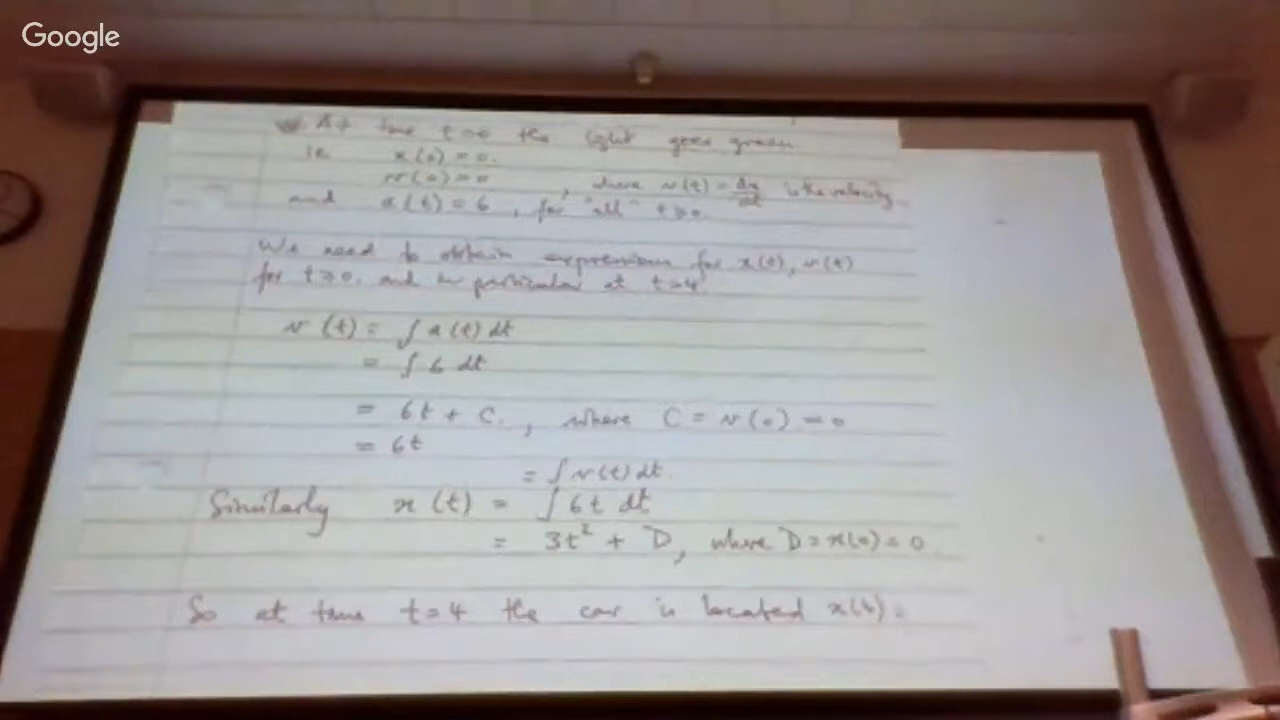 Google
At time t=0 the light goes green
ie x(0) = 0.
v(0) = 0 , where v(t) = dx/dt is the velocity
and a(t) = 6 , for "all" t ≥ 0.
We need to obtain expressions for x(t), v(t)
for t ≥ 0. and in particular at t=4.
v (t) = ∫ a(t) dt
= ∫ 6 dt
= 6t + C. , where C = v(0) = 0
= 6t
= ∫ v(t) dt
Similarly x (t) = ∫ 6t dt
= 3t² + D, where D = x(0) = 0
So at time t=4 the car is located x(4) =